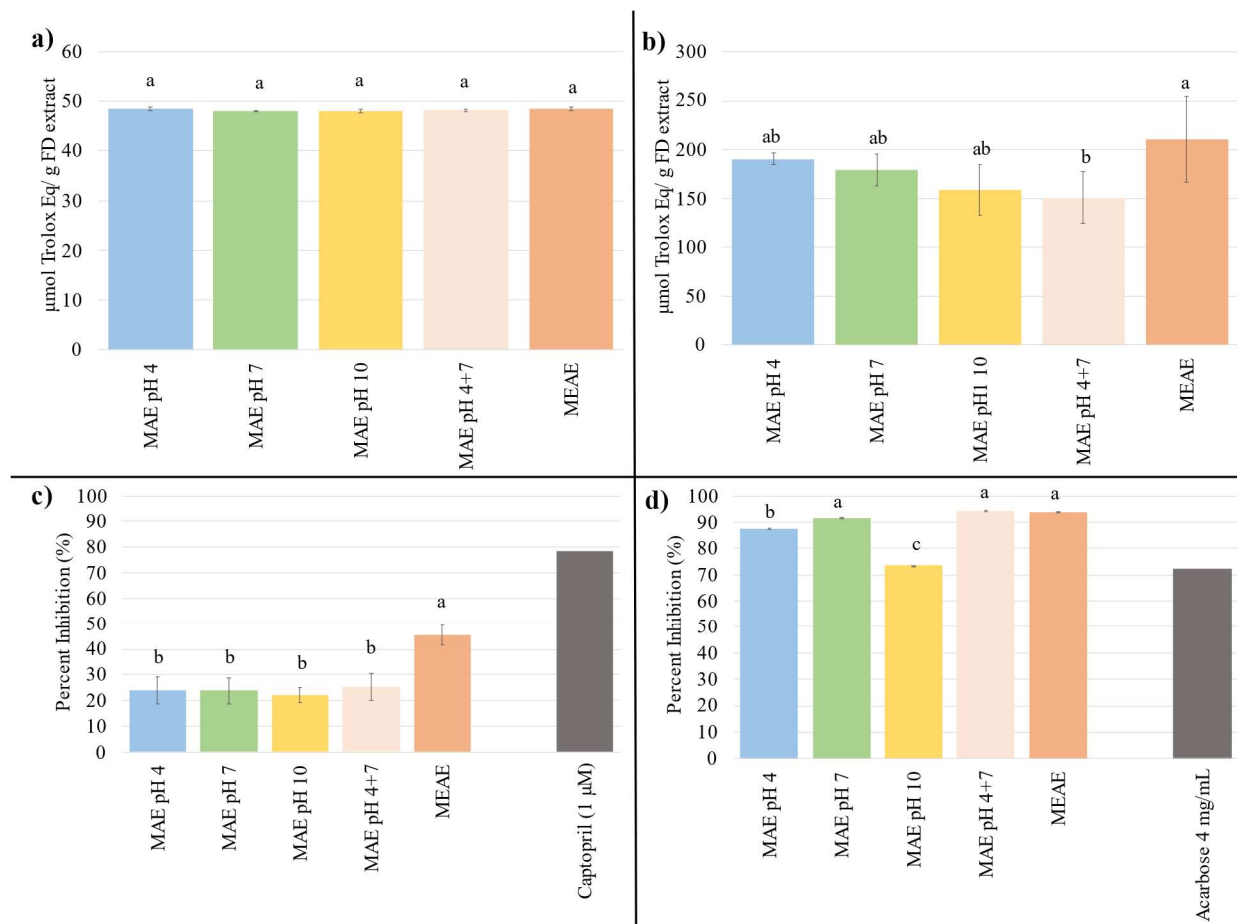 a)
60
50
40
30
20
10
0
µmol Trolox Eq/ g FD extract
a
a
a
a
a
MAE pH 4
MAE pH 7
MAE pH 10
MAE pH 4+7
MEAE
b)
300
250
200
150
100
50
0
µmol Trolox Eq/ g FD extract
ab
ab
ab
b
a
MAE pH 4
MAE pH 7
MAE pH1 10
MAE pH 4+7
MEAE
c)
100
90
80
70
60
50
40
30
20
10
0
Percent Inhibition (%)
b
b
b
b
a
MAE pH 4
MAE pH 7
MAE pH 10
MAE pH 4+7
MEAE
Captopril (1 µM)
d)
100
90
80
70
60
50
40
30
20
10
0
Percent Inhibition (%)
b
a
c
a
a
MAE pH 4
MAE pH 7
MAE pH 10
MAE pH 4+7
MEAE
Acarbose 4 mg/mL